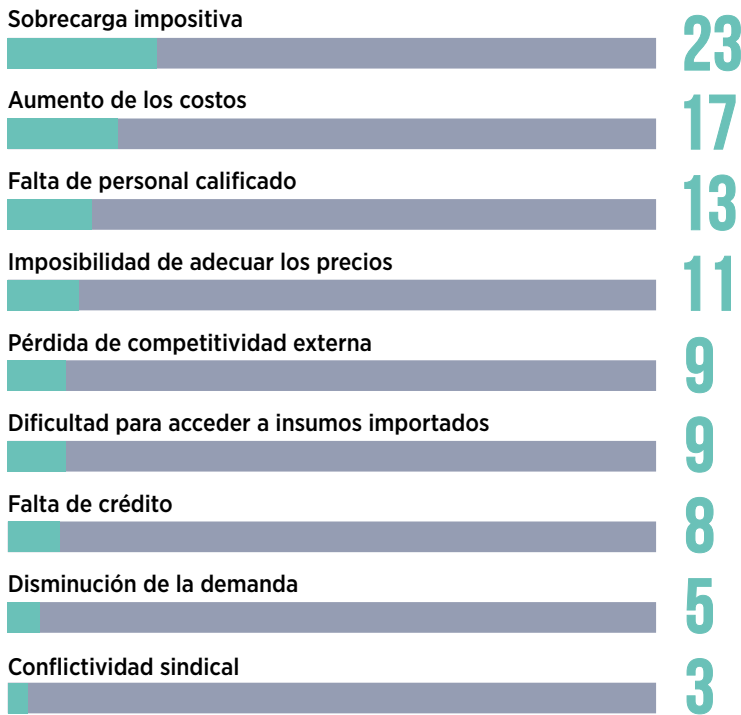 Sobrecarga impositiva
23
Aumento de los costos
17
Falta de personal calificado
13
Imposibilidad de adecuar los precios
11
Pérdida de competitividad externa
9
Dificultad para acceder a insumos importados
9
Falta de crédito
8
Disminución de la demanda
5
Conflictividad sindical
3